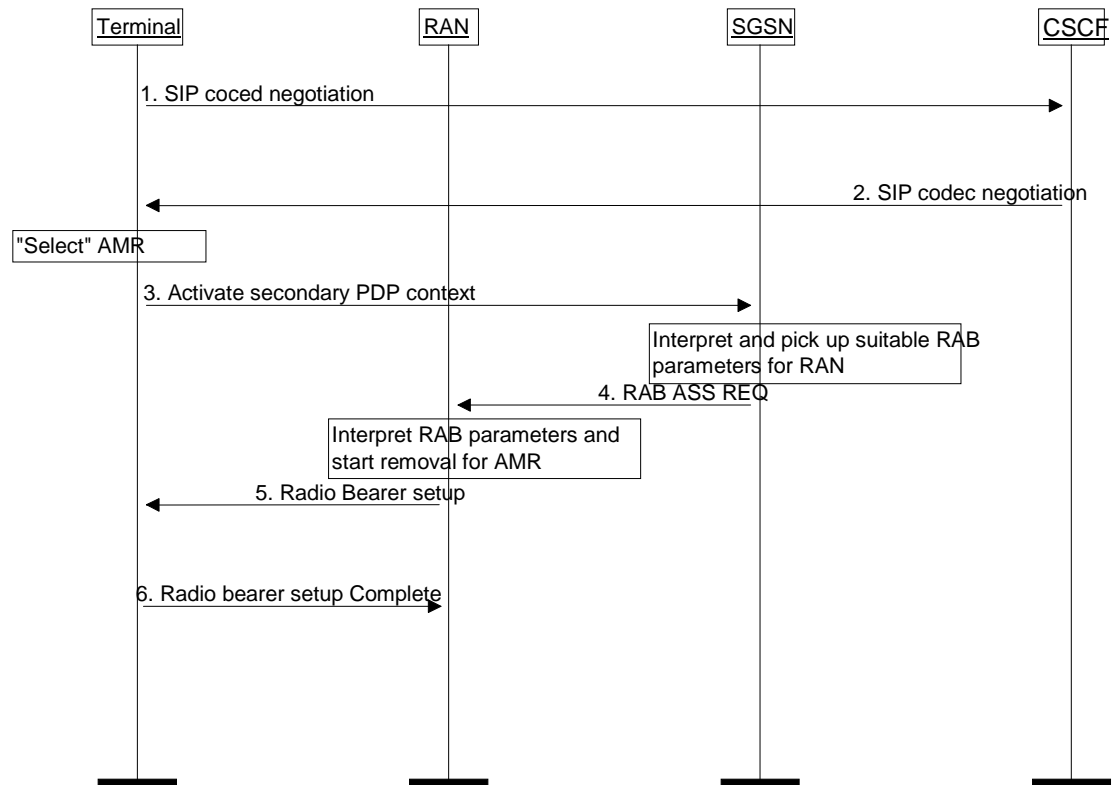 Terminal
RAN
SGSN
CSCF
1. SIP coced negotiation
2. SIP codec negotiation
"Select" AMR
3. Activate secondary PDP context
Interpret and pick up suitable RAB
parameters for RAN
4. RAB ASS REQ
Interpret RAB parameters and
start removal for AMR
5. Radio Bearer setup
6. Radio bearer setup Complete